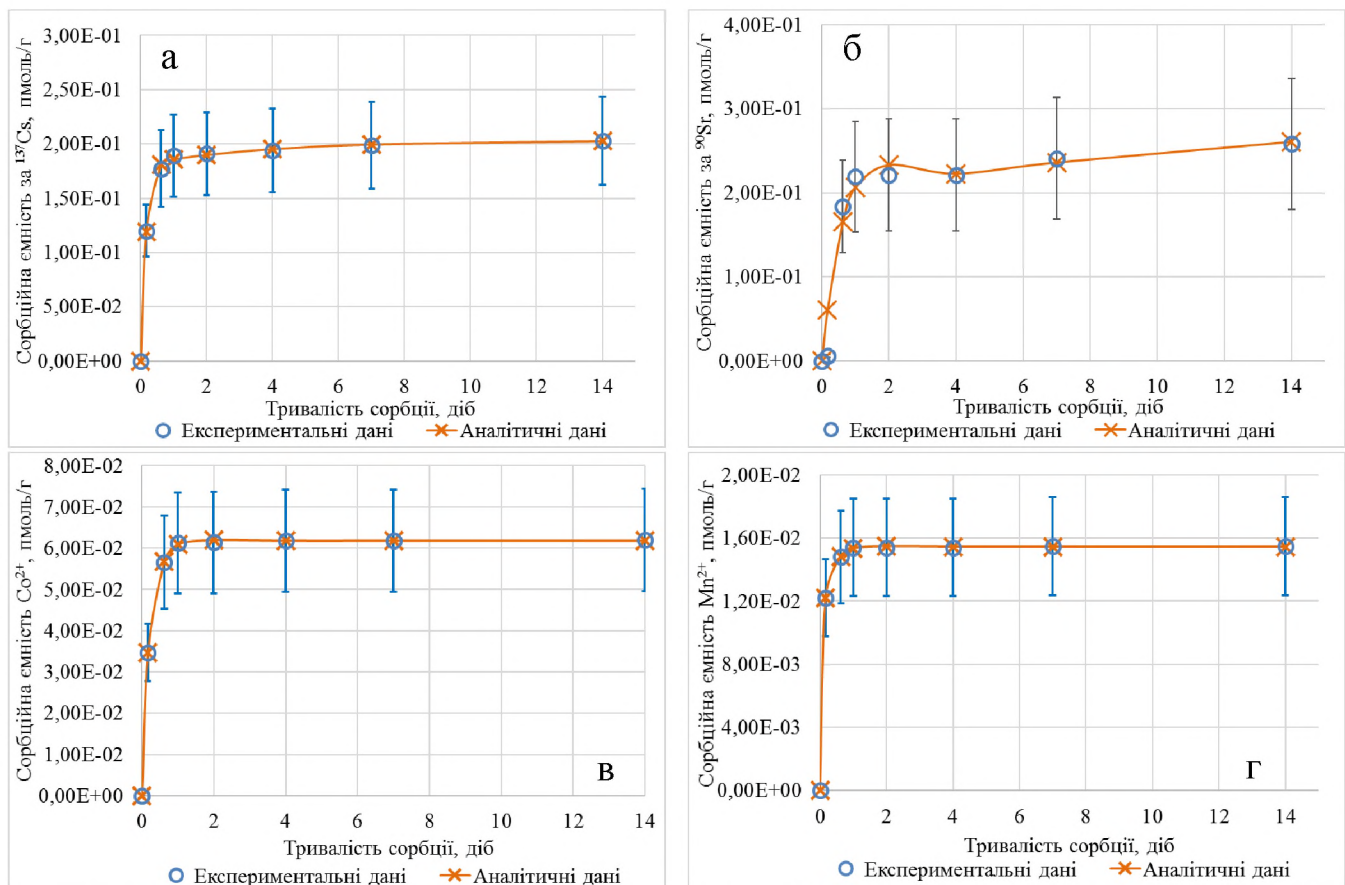 а
Сорбційна ємність за ¹³⁷Cs, пмоль/г
3,00E-01
2,50E-01
2,00E-01
1,50E-01
1,00E-01
5,00E-02
0,00E+00
0 2 4 6 8 10 12 14
Тривалість сорбції, діб
Експериментальні дані Аналітичні дані
б
Сорбційна ємність за ⁹⁰Sr, пмоль/г
4,00E-01
3,00E-01
2,00E-01
1,00E-01
0,00E+00
0 2 4 6 8 10 12 14
Тривалість сорбції, діб
Експериментальні дані Аналітичні дані
в
Сорбційна ємність Co²⁺, пмоль/г
8,00E-02
7,00E-02
6,00E-02
5,00E-02
4,00E-02
3,00E-02
2,00E-02
1,00E-02
0,00E+00
0 2 4 6 8 10 12 14
Тривалість сорбції, діб
Експериментальні дані Аналітичні дані
г
Сорбційна ємність Mn²⁺, пмоль/г
2,00E-02
1,60E-02
1,20E-02
8,00E-03
4,00E-03
0,00E+00
0 2 4 6 8 10 12 14
Тривалість сорбції, діб
Експериментальні дані Аналітичні дані